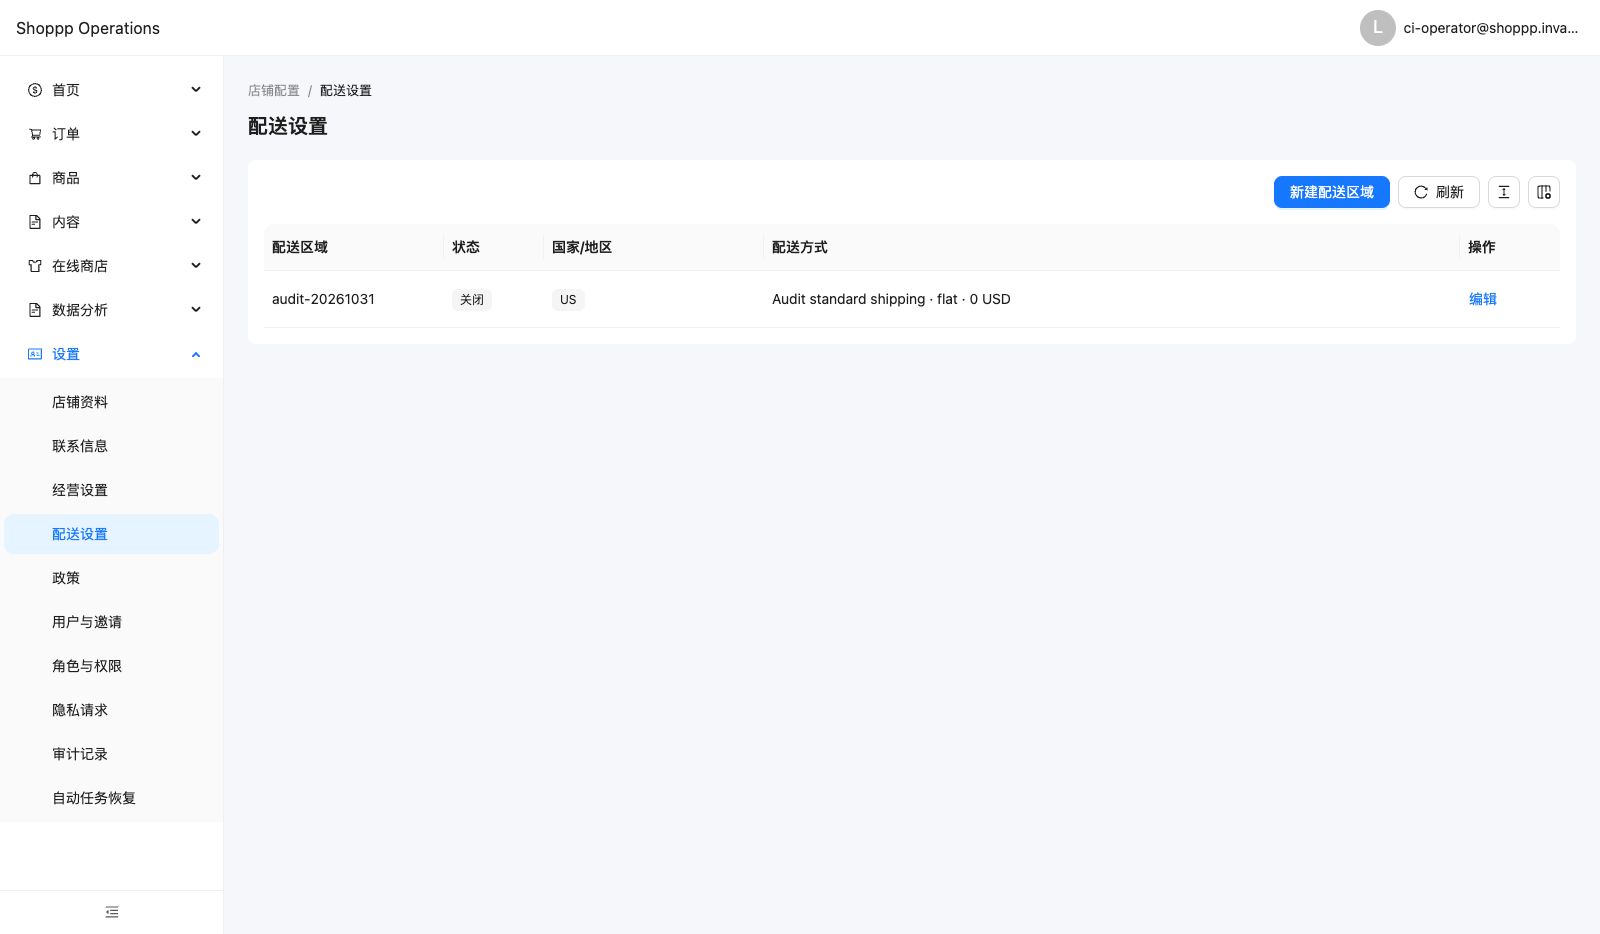 Shoppp Operations
L
ci-operator@shoppp.inva...
首页
订单
商品
内容
在线商店
数据分析
设置
店铺资料
联系信息
经营设置
配送设置
政策
用户与邀请
角色与权限
隐私请求
审计记录
自动任务恢复
店铺配置 / 配送设置
配送设置
新建配送区域 刷新
配送区域 状态 国家/地区 配送方式 操作
audit-20261031 关闭 US Audit standard shipping · flat · 0 USD 编辑